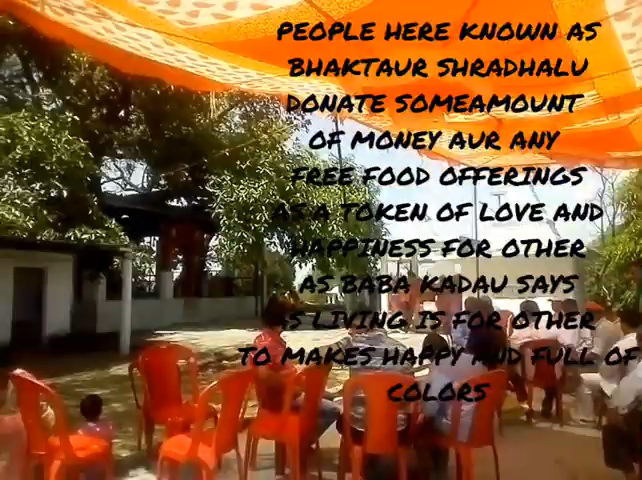 PEOPLE HERE KNOWN AS
BHAKTAUR SHRADHALU
DONATE SOMEAMOUNT
OF MONEY AUR ANY
FREE FOOD OFFERINGS
AS A TOKEN OF LOVE AND
HAPPINESS FOR OTHER
AS BABA KADAU SAYS
AS LIVING IS FOR OTHER
TO MAKES HAPPY AND FULL OF
COLORS